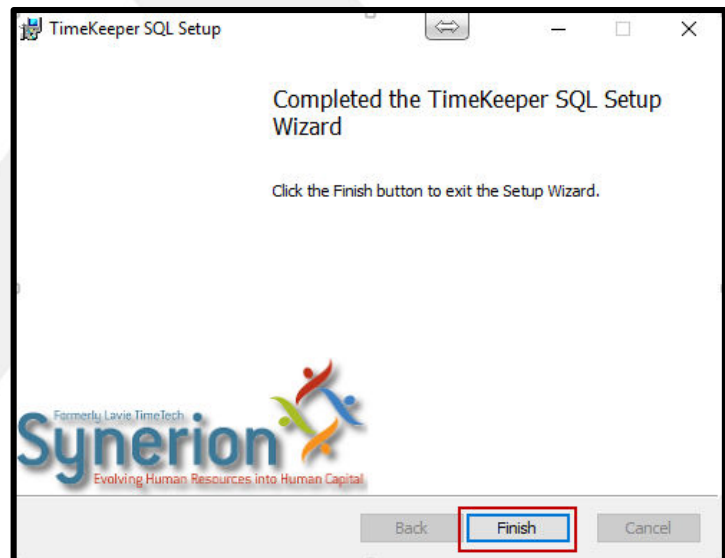 TimeKeeper SQL Setup
Completed the TimeKeeper SQL Setup
Wizard
Click the Finish button to exit the Setup Wizard.
Formerly Lavie TimeTech
Synerion
Evolving Human Resources into Human Capital
Back Finish Cancel